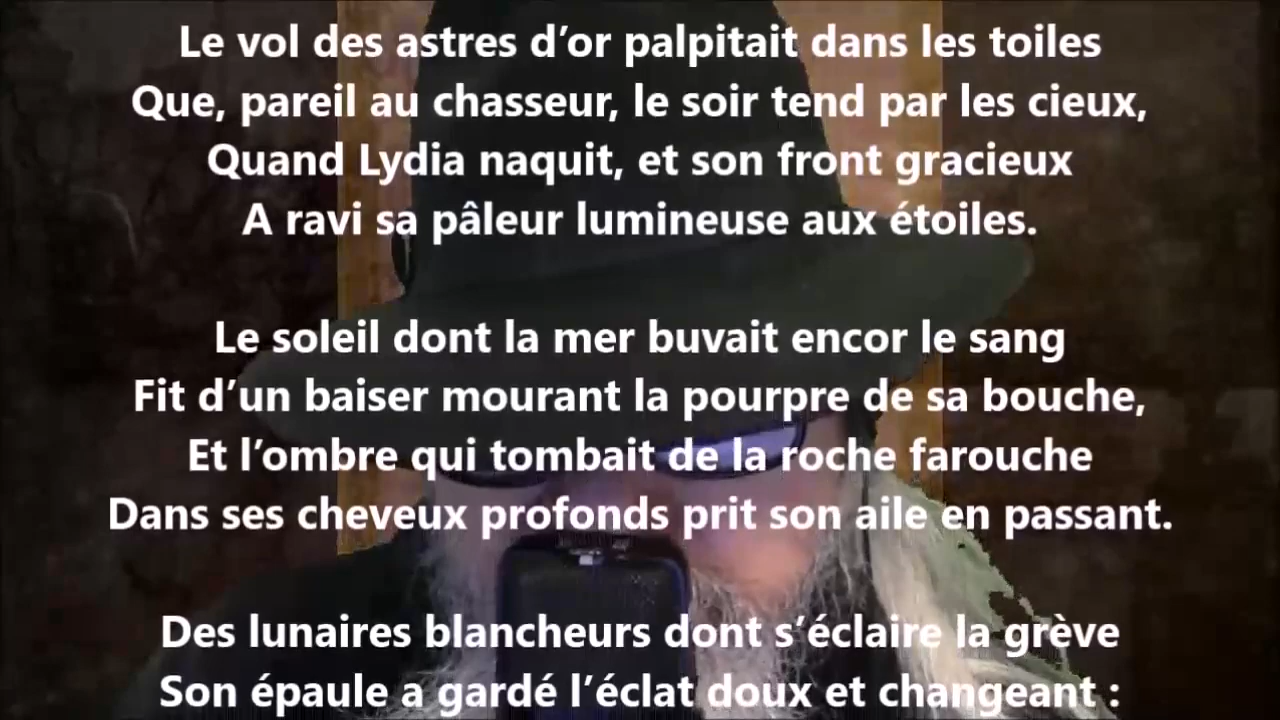 Le vol des astres d’or palpitait dans les toiles
Que, pareil au chasseur, le soir tend par les cieux,
Quand Lydia naquit, et son front gracieux
A ravi sa pâleur lumineuse aux étoiles.
Le soleil dont la mer buvait encor le sang
Fit d’un baiser mourant la pourpre de sa bouche,
Et l’ombre qui tombait de la roche farouche
Dans ses cheveux profonds prit son aile en passant.
Des lunaires blancheurs dont s’éclaire la grève
Son épaule a gardé l’éclat doux et changeant :